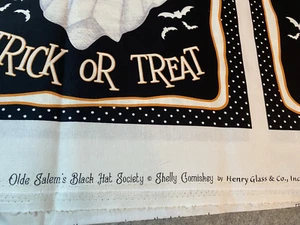 TRICK OR TREAT
Olde Salem's Black Hat Society © Shelly Comiskey by Henry Glass & Co., Inc